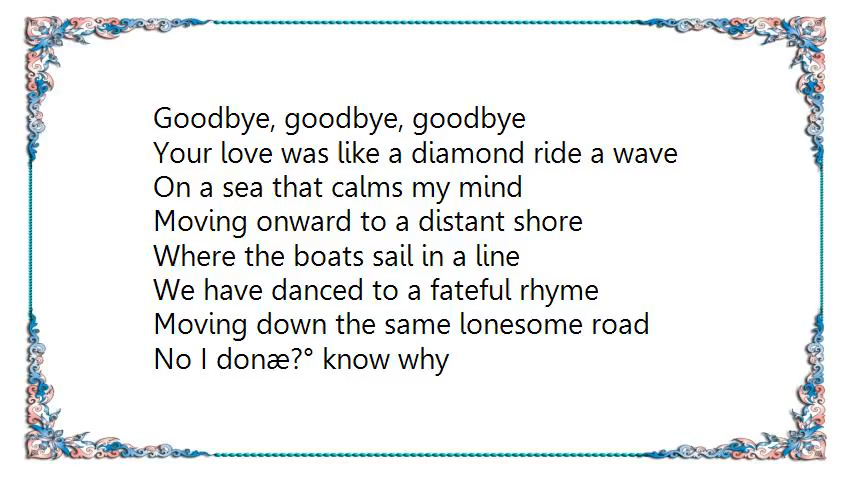 Goodbye, goodbye, goodbye
Your love was like a diamond ride a wave
On a sea that calms my mind
Moving onward to a distant shore
Where the boats sail in a line
We have danced to a fateful rhyme
Moving down the same lonesome road
No I donæ?° know why